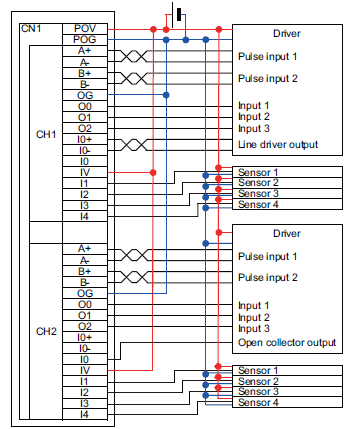 CN1
POV
POG
CH1
A+
A-
B+
B-
OG
O0
O1
O2
I0+
I0-
I0
IV
I1
I2
I3
I4
CH2
A+
A-
B+
B-
OG
O0
O1
O2
I0+
I0-
I0
IV
I1
I2
I3
I4
Driver
Pulse input 1
Pulse input 2
Input 1
Input 2
Input 3
Line driver output
Sensor 1
Sensor 2
Sensor 3
Sensor 4
Driver
Pulse input 1
Pulse input 2
Input 1
Input 2
Input 3
Open collector output
Sensor 1
Sensor 2
Sensor 3
Sensor 4